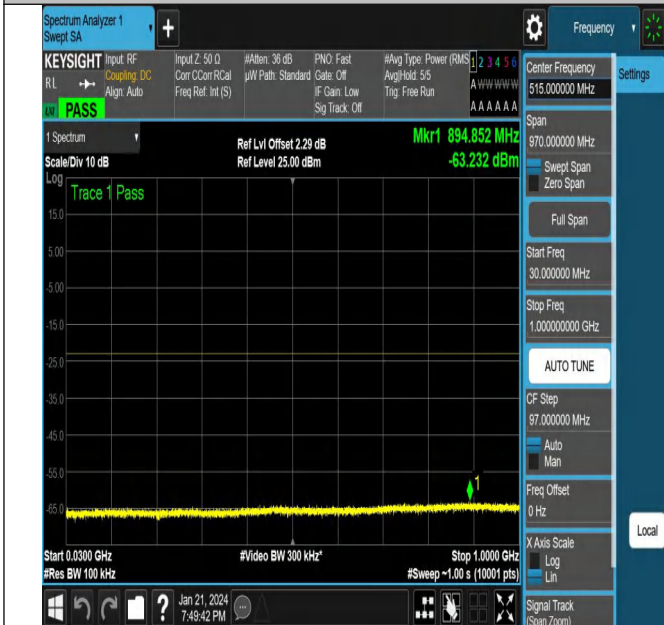 Spectrum Analyzer 1
Swept SA
+
Frequency
KEYSIGHT
RL
LXI
PASS
Input: RF
Coupling: DC
Align: Auto
Input Z: 50 Ω
Corr CCorr RCal
Freq Ref: Int (S)
#Atten: 36 dB
µW Path: Standard
PNO: Fast
Gate: Off
IF Gain: Low
Sig Track: Off
#Avg Type: Power (RMS
Avg|Hold: 5/5
Trig: Free Run
1 2 3 4 5 6
A W W W W W
A A A A A A
1 Spectrum
Scale/Div 10 dB
Log
Ref Lvl Offset 2.29 dB
Ref Level 25.00 dBm
Mkr1 894.852 MHz
-63.232 dBm
Trace 1 Pass
15.0
5.00
-5.00
-15.0
-25.0
-35.0
-45.0
-55.0
-65.0
1
Start 0.0300 GHz
#Res BW 100 kHz
#Video BW 300 kHz*
Stop 1.0000 GHz
#Sweep ~1.00 s (10001 pts)
Jan 21, 2024
7:49:42 PM
Center Frequency
515.000000 MHz
Span
970.000000 MHz
Swept Span
Zero Span
Full Span
Start Freq
30.000000 MHz
Stop Freq
1.000000000 GHz
AUTO TUNE
CF Step
97.000000 MHz
Auto
Man
Freq Offset
0 Hz
X Axis Scale
Log
Lin
Signal Track
(Span Zoom)
Settings
Local